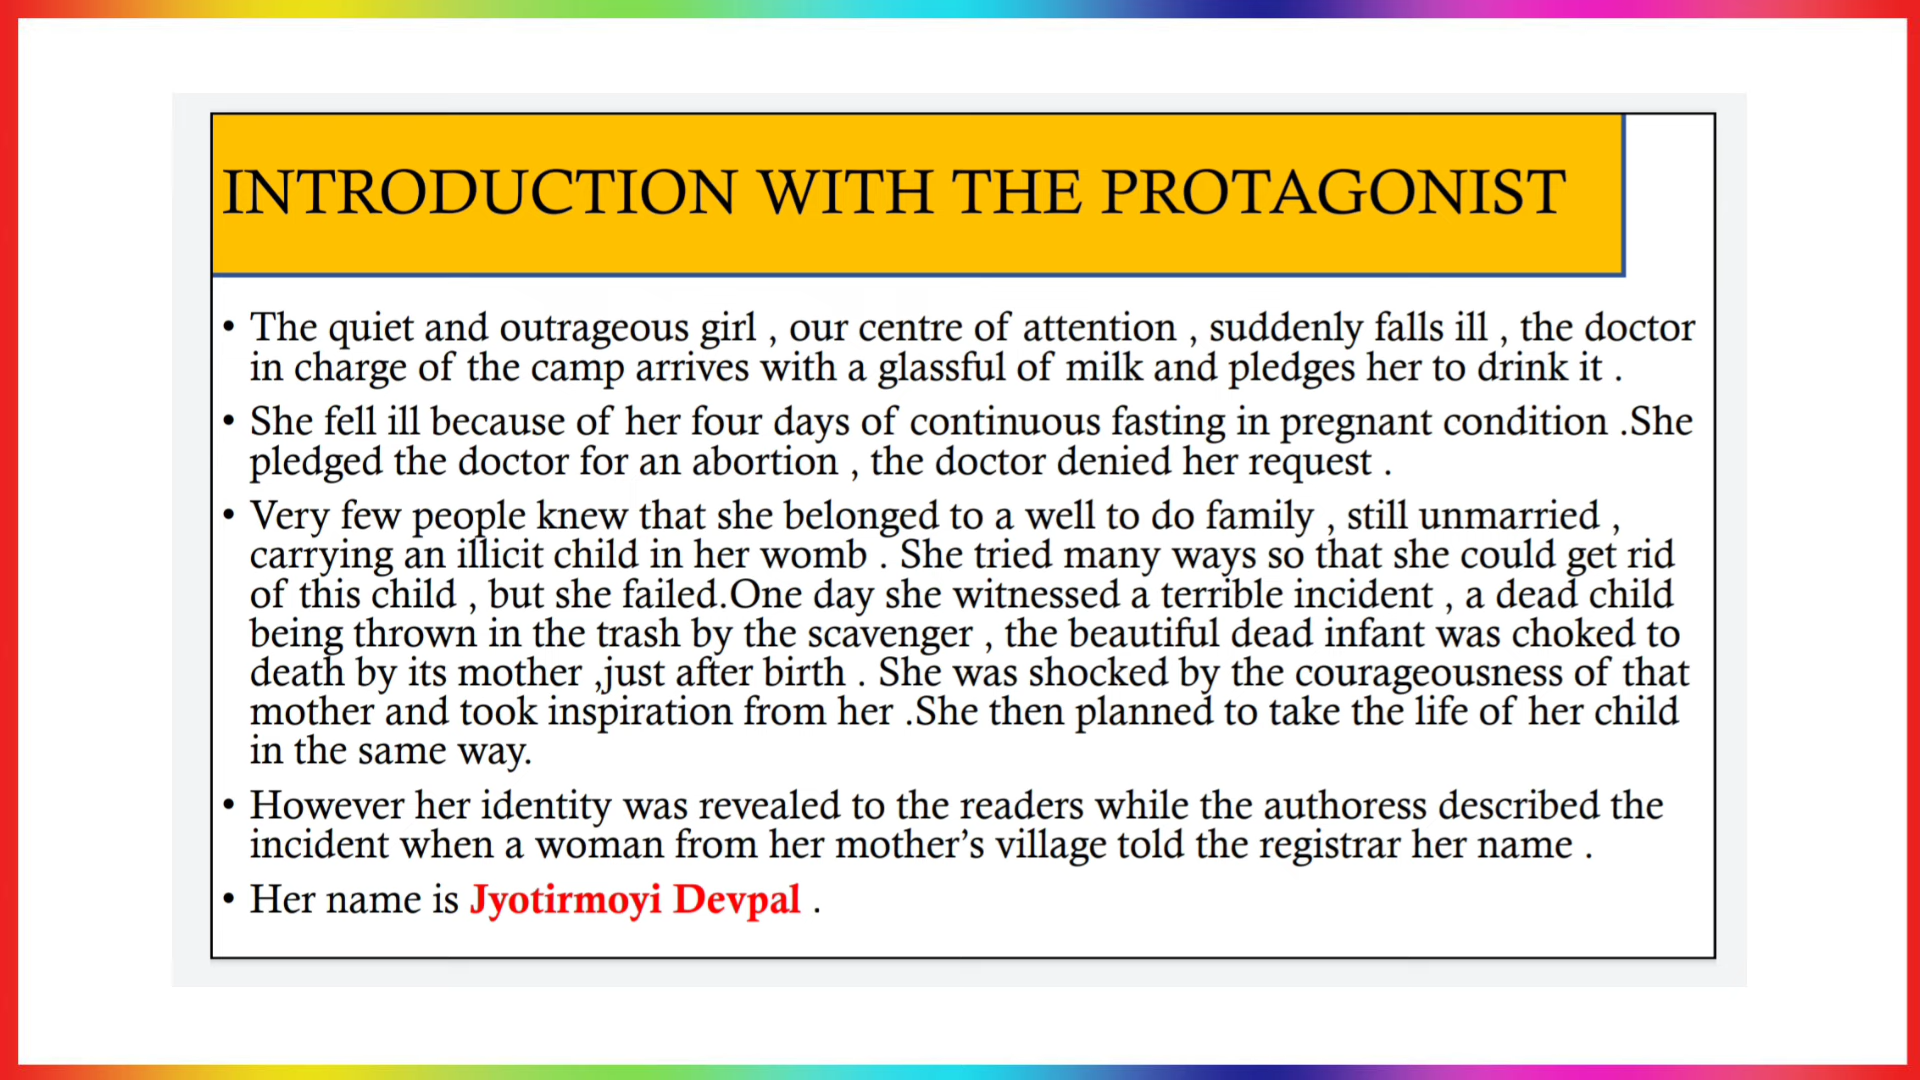 INTRODUCTION WITH THE PROTAGONIST
• The quiet and outrageous girl , our centre of attention , suddenly falls ill , the doctor
in charge of the camp arrives with a glassful of milk and pledges her to drink it .
• She fell ill because of her four days of continuous fasting in pregnant condition .She
pledged the doctor for an abortion , the doctor denied her request .
• Very few people knew that she belonged to a well to do family , still unmarried ,
carrying an illicit child in her womb . She tried many ways so that she could get rid
of this child , but she failed.One day she witnessed a terrible incident , a dead child
being thrown in the trash by the scavenger , the beautiful dead infant was choked to
death by its mother ,just after birth . She was shocked by the courageousness of that
mother and took inspiration from her .She then planned to take the life of her child
in the same way.
• However her identity was revealed to the readers while the authoress described the
incident when a woman from her mother’s village told the registrar her name .
• Her name is Jyotirmoyi Devpal .